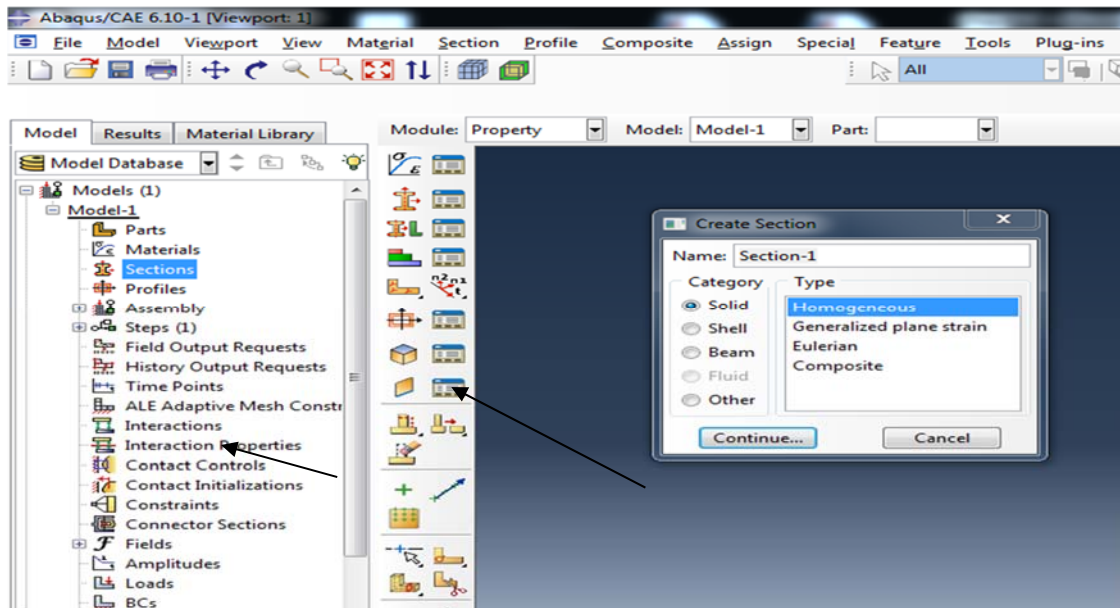 Abaqus/CAE 6.10-1 [Viewport: 1]
File Model Viewport View Material Section Profile Composite Assign Special Feature Tools Plug-ins
All
Model Results Material Library
Module: Property Model: Model-1 Part:
Model Database
Models (1)
Model-1
Parts
Materials
Sections
Profiles
Assembly
Steps (1)
Field Output Requests
History Output Requests
Time Points
ALE Adaptive Mesh Constr
Interactions
Interaction Properties
Contact Controls
Contact Initializations
Constraints
Connector Sections
Fields
Amplitudes
Loads
BCs
σ
ε
n2 n1
t
Create Section
Name: Section-1
Category Type
Solid
Shell
Beam
Fluid
Other
Homogeneous
Generalized plane strain
Eulerian
Composite
Continue... Cancel